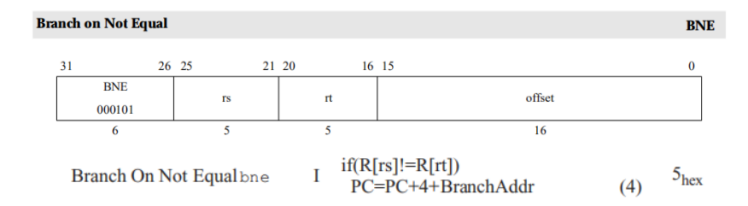 Branch on Not Equal BNE
31 26 25 21 20 16 15 0
BNE
000101 rs rt offset
6 5 5 16
Branch On Not Equal bne I if(R[rs]!=R[rt])
PC=PC+4+BranchAddr (4) 5hex